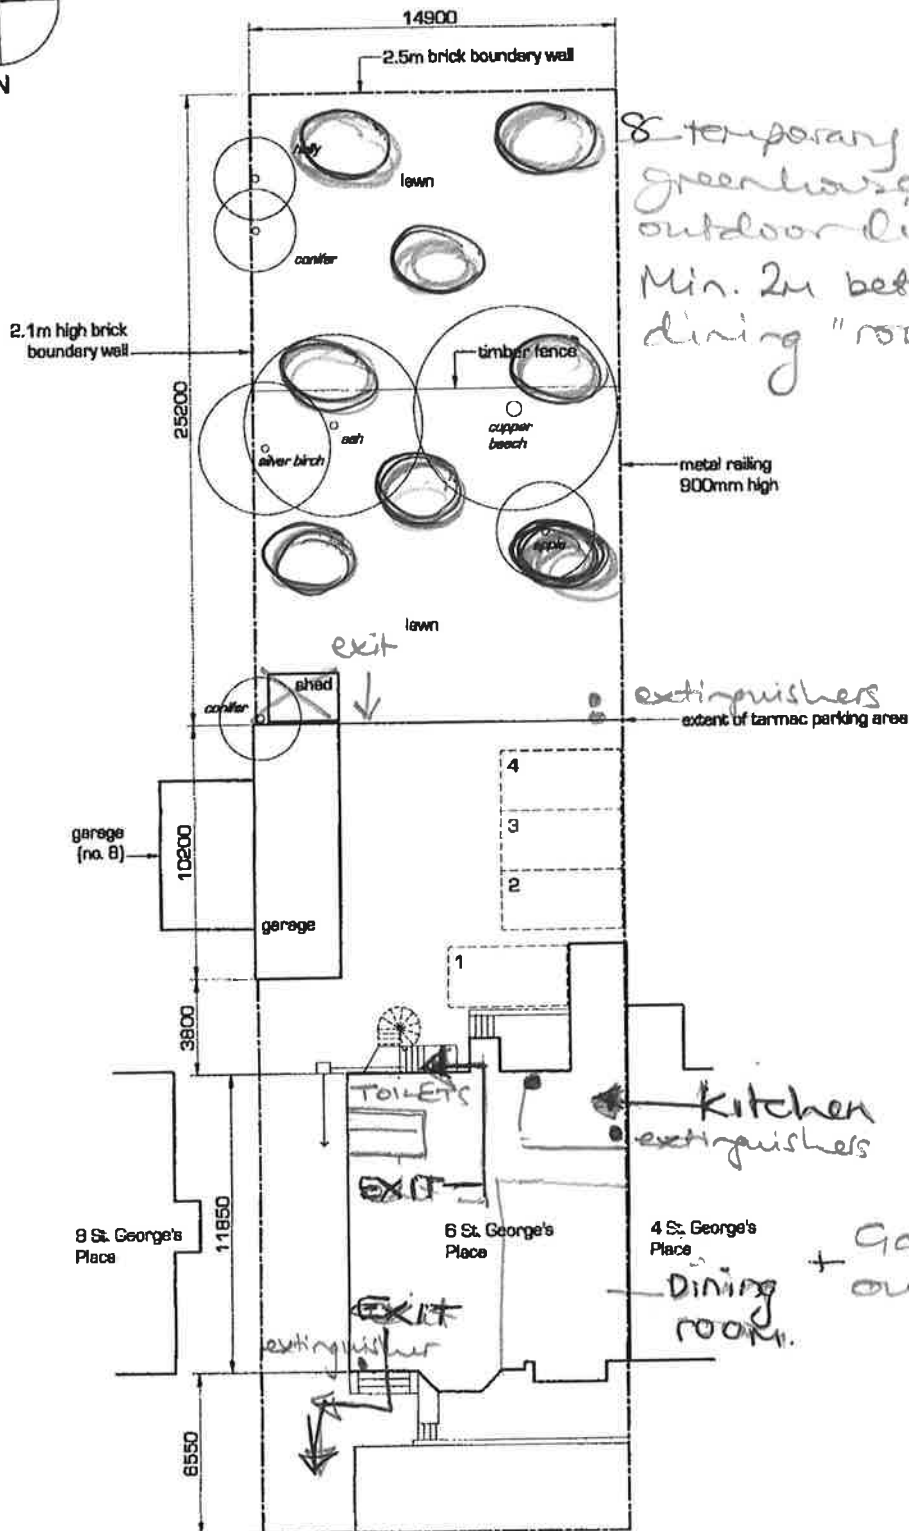 14900
2.5m brick boundary wall
N
holly
lawn
8 temporary
greenhouse
outdoor
conifer
Min. 2m
dining "
2.1m high brick
boundary wall
timber fence
25200
ash
cupper
beech
silver birch
metal railing
900mm high
apple
lawn
exit
shed
conifer
extinguishers
extent of tarmac parking area
4
garage
(no. 8)
3
10200
2
garage
1
3800
TOILETS
Kitchen
extinguishers
EXIT
11850
8 St. George's
Place
6 St. George's
Place
4 St. George's
Place
+
Dining
room.
Exit
extinguisher
6550